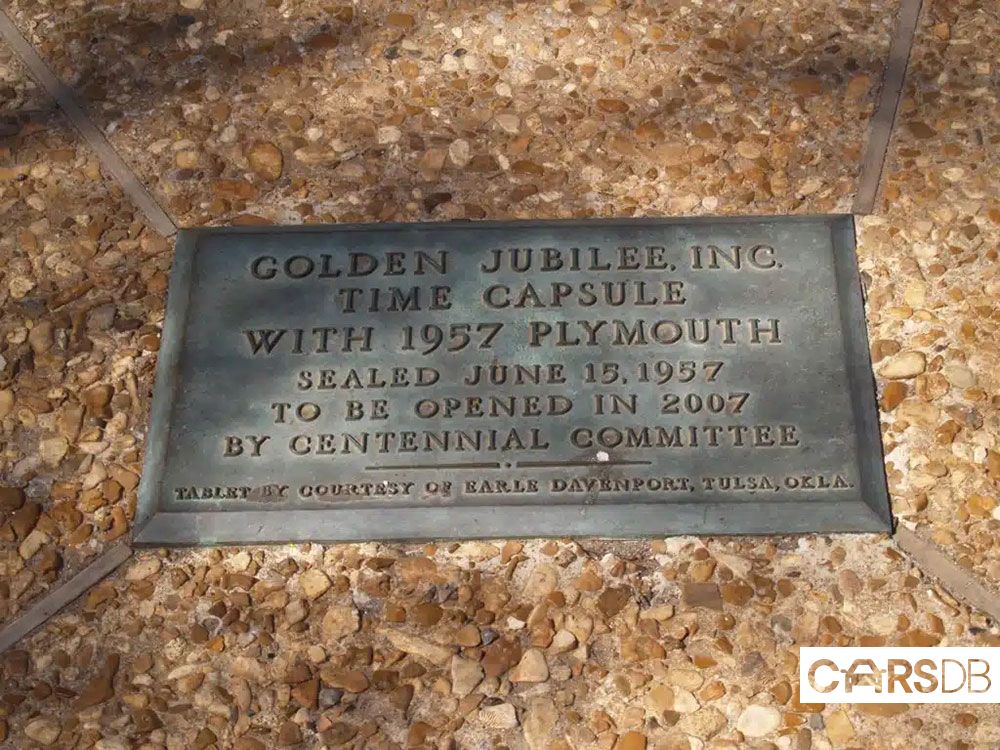 GOLDEN JUBILEE, INC.
TIME CAPSULE
WITH 1957 PLYMOUTH
SEALED JUNE 15, 1957
TO BE OPENED IN 2007
BY CENTENNIAL COMMITTEE
TABLET BY COURTESY OF EARLE DAVENPORT, TULSA, OKLA.
CARSDB